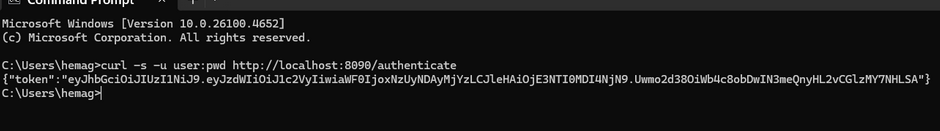 Command Prompt
Microsoft Windows [Version 10.0.26100.4652]
(c) Microsoft Corporation. All rights reserved.
C:\Users\hemag>curl -s -u user:pwd http://localhost:8090/authenticate
{"token":"eyJhbGciOiJIUzI1NiJ9.eyJzdWIiOiJ1c2VyIiwiaWF0IjoxNzUyNDAyMjYzLCJleHAiOjE3NTI0MDI4NjN9.Uwmo2d38OiWb4c8obDwIN3meQnyHL2vCGlzMY7NHLSA"}
C:\Users\hemag>